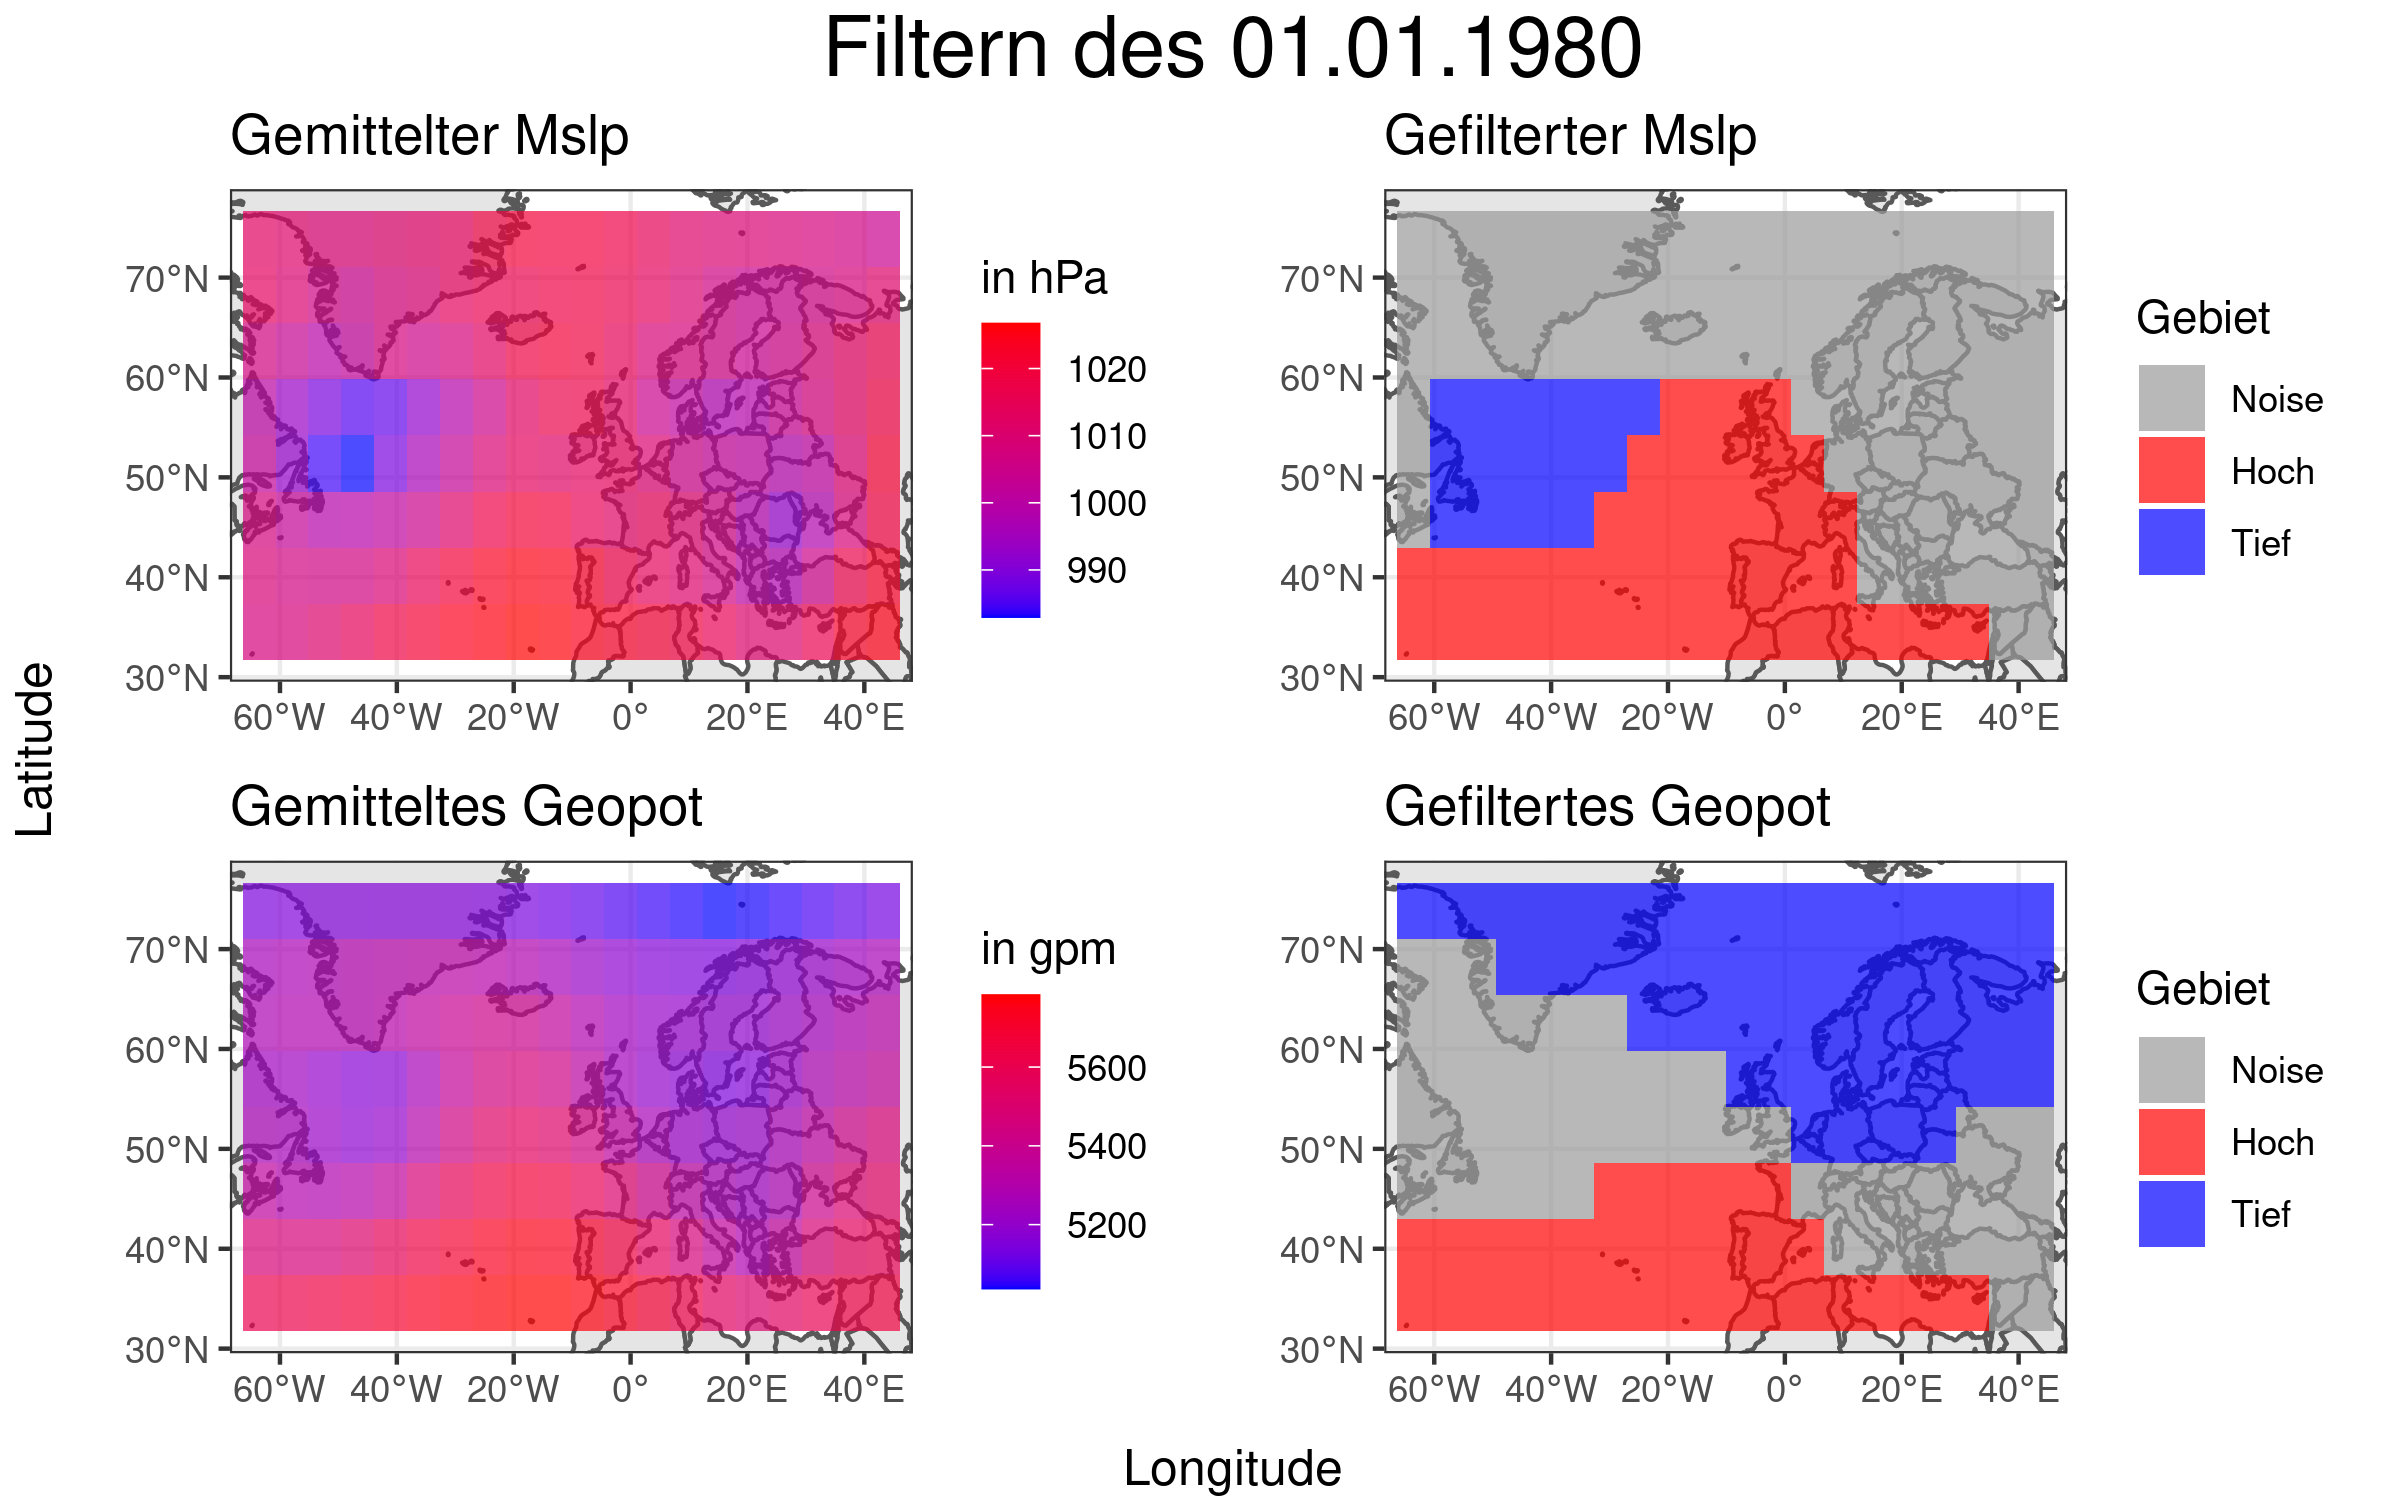 Filtern des 01.01.1980
Gemittelter Mslp
70°N
60°N
50°N
40°N
30°N
60°W 40°W 20°W 0° 20°E 40°E
in hPa
1020
1010
1000
990
Gefilterter Mslp
70°N
60°N
50°N
40°N
30°N
60°W 40°W 20°W 0° 20°E 40°E
Gebiet
Noise
Hoch
Tief
Gemitteltes Geopot
70°N
60°N
50°N
40°N
30°N
60°W 40°W 20°W 0° 20°E 40°E
in gpm
5600
5400
5200
Gefiltertes Geopot
70°N
60°N
50°N
40°N
30°N
60°W 40°W 20°W 0° 20°E 40°E
Gebiet
Noise
Hoch
Tief
Latitude
Longitude